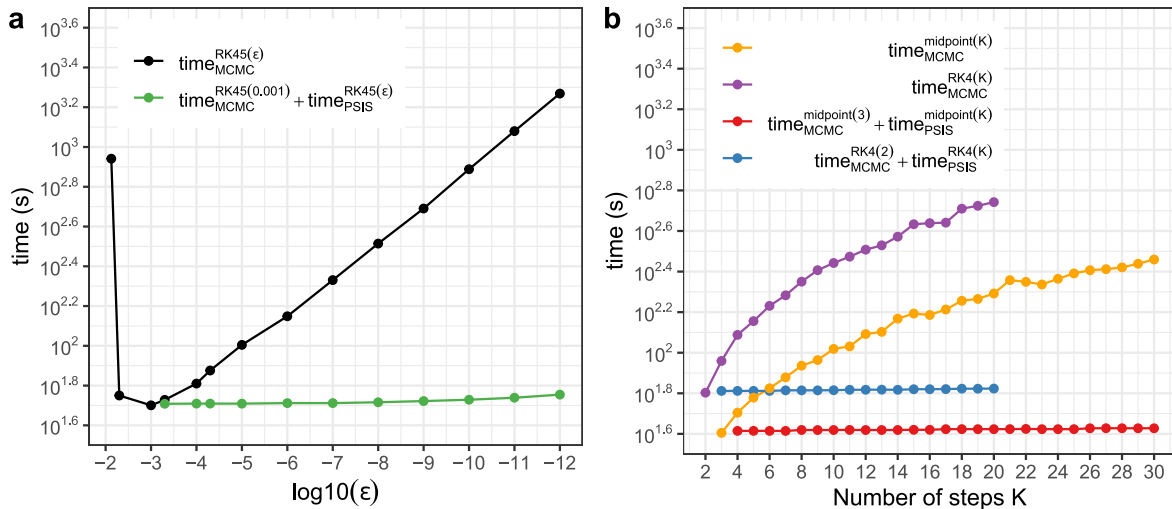 a
time (s)
10^3.6
10^3.4
10^3.2
10^3
10^2.8
10^2.6
10^2.4
10^2.2
10^2
10^1.8
10^1.6
time_MCMC^RK45(ε)
time_MCMC^RK45(0.001) + time_PSIS^RK45(ε)
−2 −3 −4 −5 −6 −7 −8 −9 −10 −11 −12
log10(ε)
b
time (s)
10^3.6
10^3.4
10^3.2
10^3
10^2.8
10^2.6
10^2.4
10^2.2
10^2
10^1.8
10^1.6
time_MCMC^midpoint(K)
time_MCMC^RK4(K)
time_MCMC^midpoint(3) + time_PSIS^midpoint(K)
time_MCMC^RK4(2) + time_PSIS^RK4(K)
2 4 6 8 10 12 14 16 18 20 22 24 26 28 30
Number of steps K